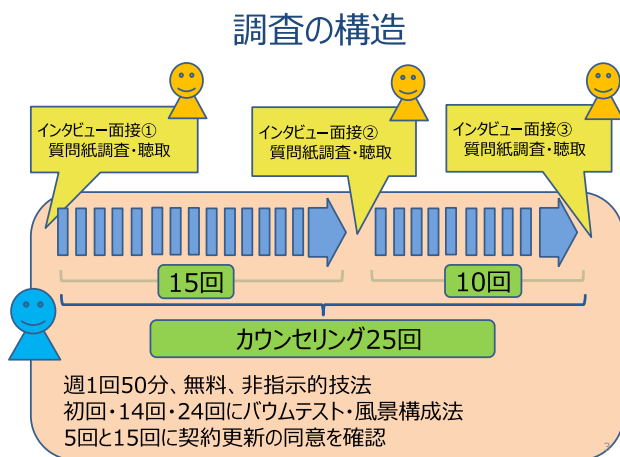 調査の構造
インタビュー面接①
質問紙調査・聴取
インタビュー面接②
質問紙調査・聴取
インタビュー面接③
質問紙調査・聴取
15回
10回
カウンセリング25回
週1回50分、無料、非指示的技法
初回・14回・24回にバウムテスト・風景構成法
5回と15回に契約更新の同意を確認
3